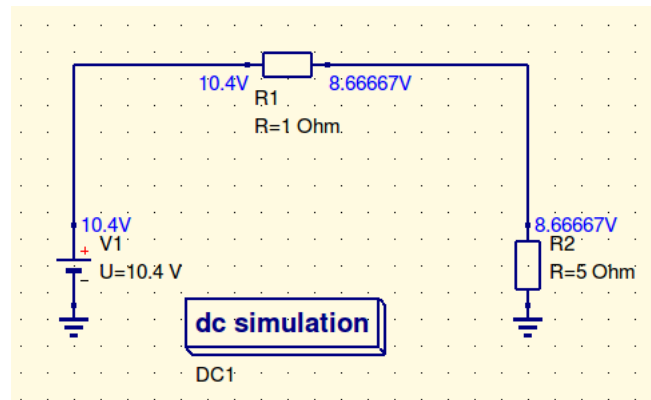 10.4V
8.66667V
R1
R=1 Ohm
10.4V
V1
+
U=10.4 V
-
8.66667V
R2
R=5 Ohm
dc simulation
DC1